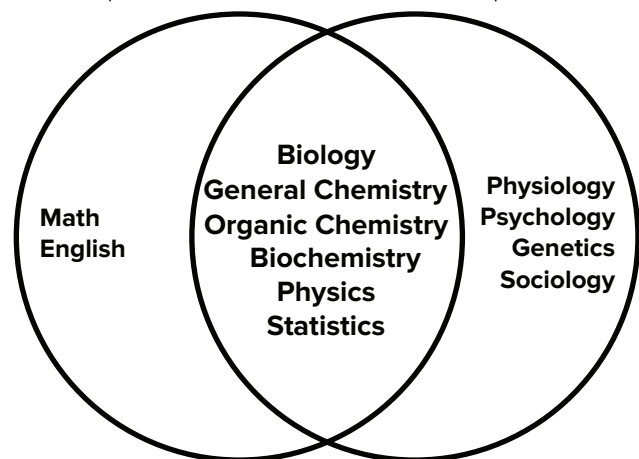 Math
English
Biology
General Chemistry
Organic Chemistry
Biochemistry
Physics
Statistics
Physiology
Psychology
Genetics
Sociology